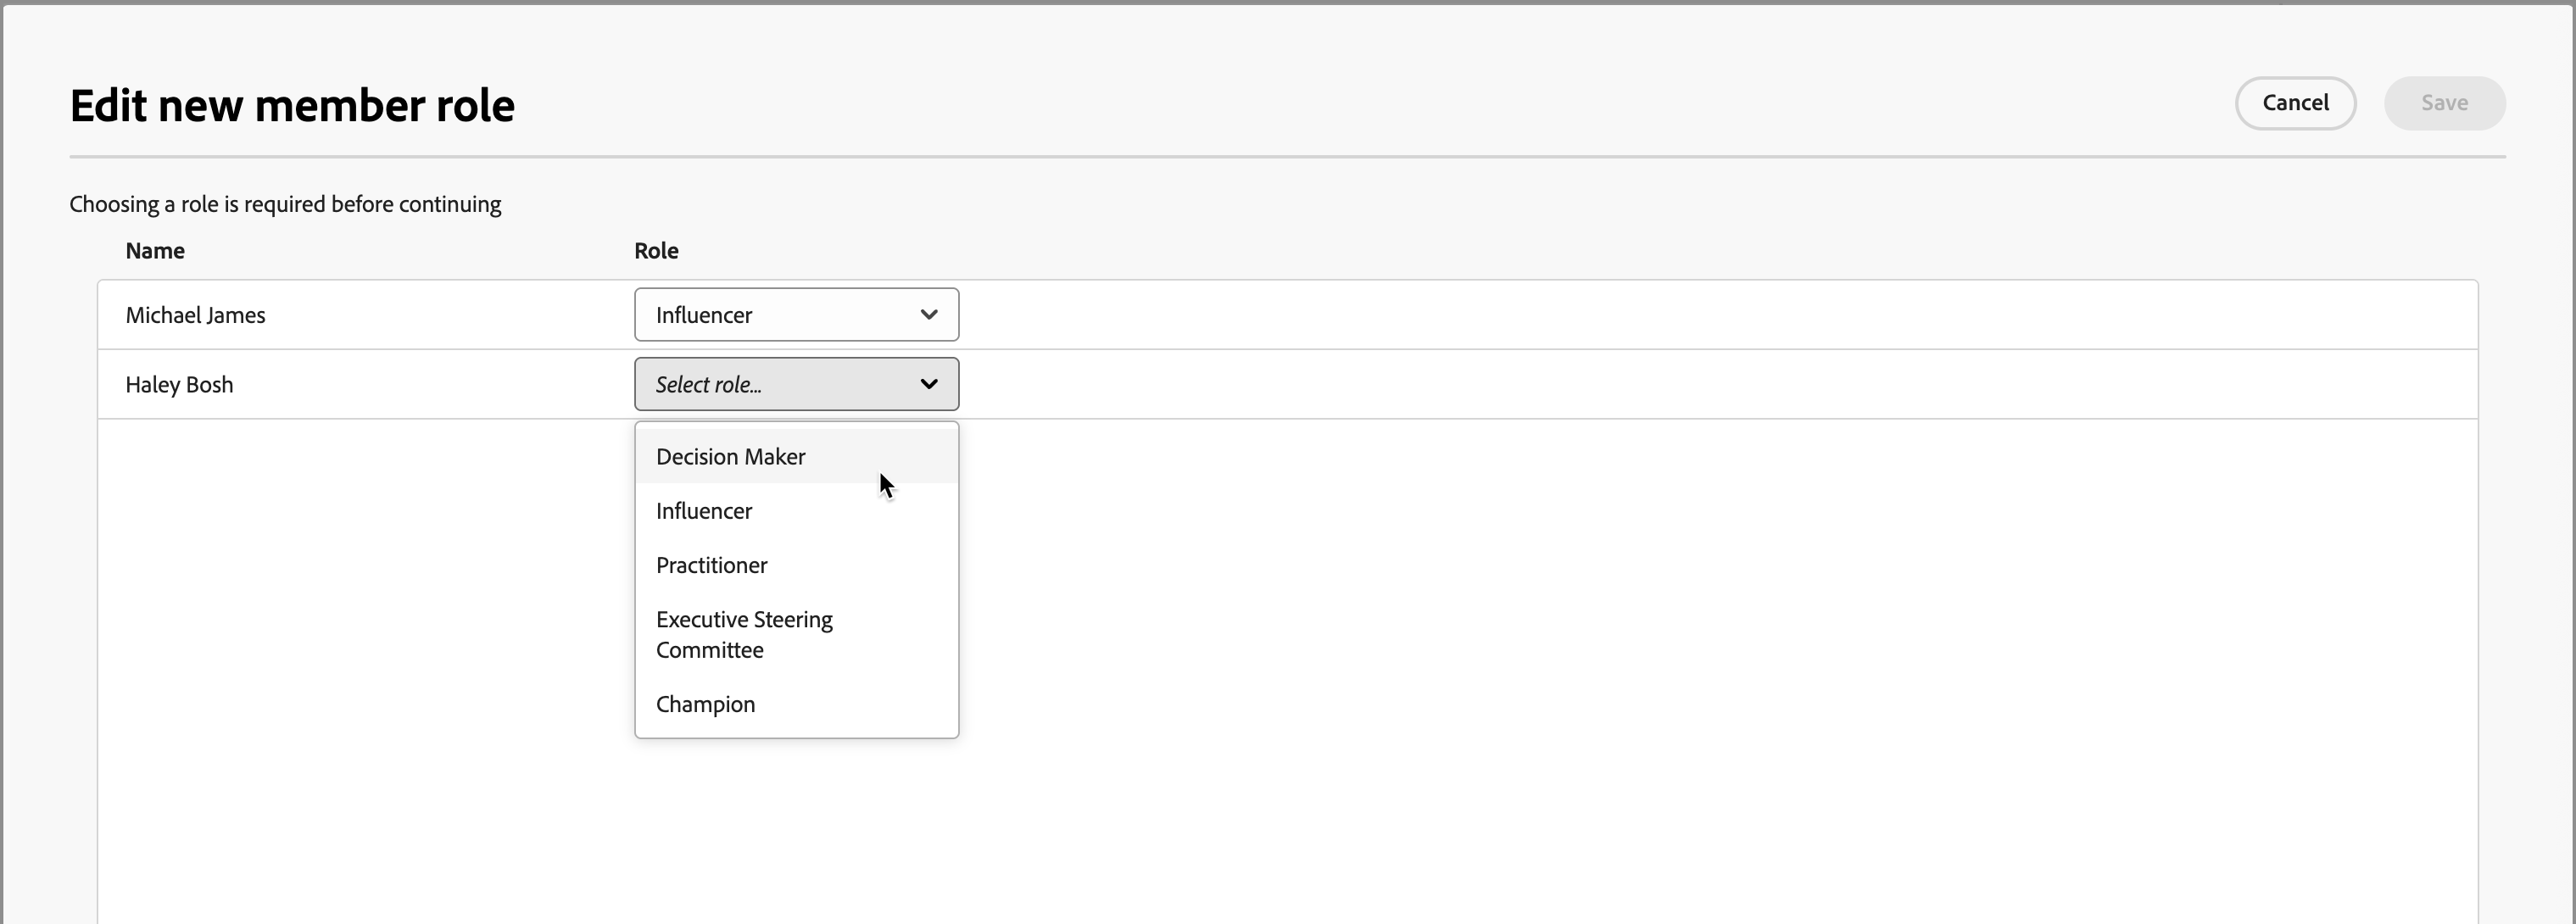 Edit new member role
Cancel
Save
Choosing a role is required before continuing
Name Role
Michael James Influencer
Haley Bosh Select role...
Decision Maker
Influencer
Practitioner
Executive Steering
Committee
Champion